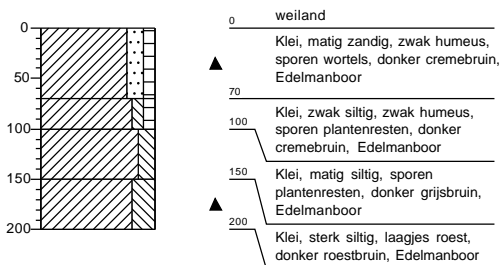 0
50
100
150
200
0 weiland
Klei, matig zandig, zwak humeus,
sporen wortels, donker cremebruin,
Edelmanboor
70
Klei, zwak siltig, zwak humeus,
100 sporen plantenresten, donker
cremebruin, Edelmanboor
150 Klei, matig siltig, sporen
plantenresten, donker grijsbruin,
Edelmanboor
200
Klei, sterk siltig, laagjes roest,
donker roestbruin, Edelmanboor